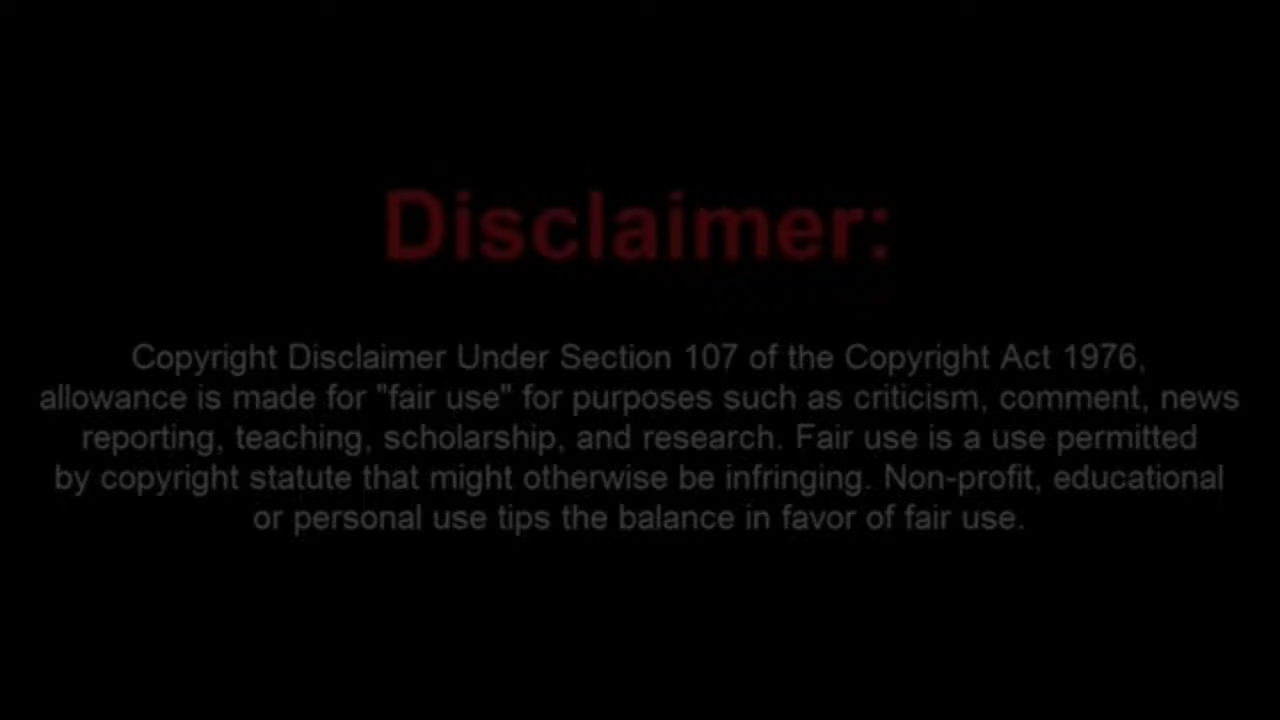 Disclaimer:
Copyright Disclaimer Under Section 107 of the Copyright Act 1976,
allowance is made for "fair use" for purposes such as criticism, comment, news
reporting, teaching, scholarship, and research. Fair use is a use permitted
by copyright statute that might otherwise be infringing. Non-profit, educational
or personal use tips the balance in favor of fair use.